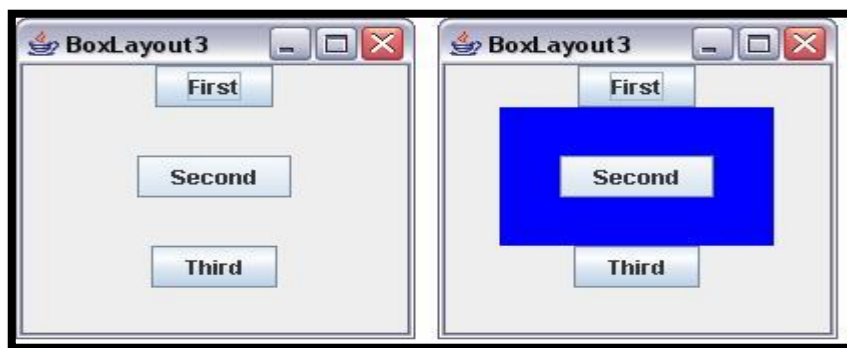 BoxLayout3
First
Second
Third
BoxLayout3
First
Second
Third